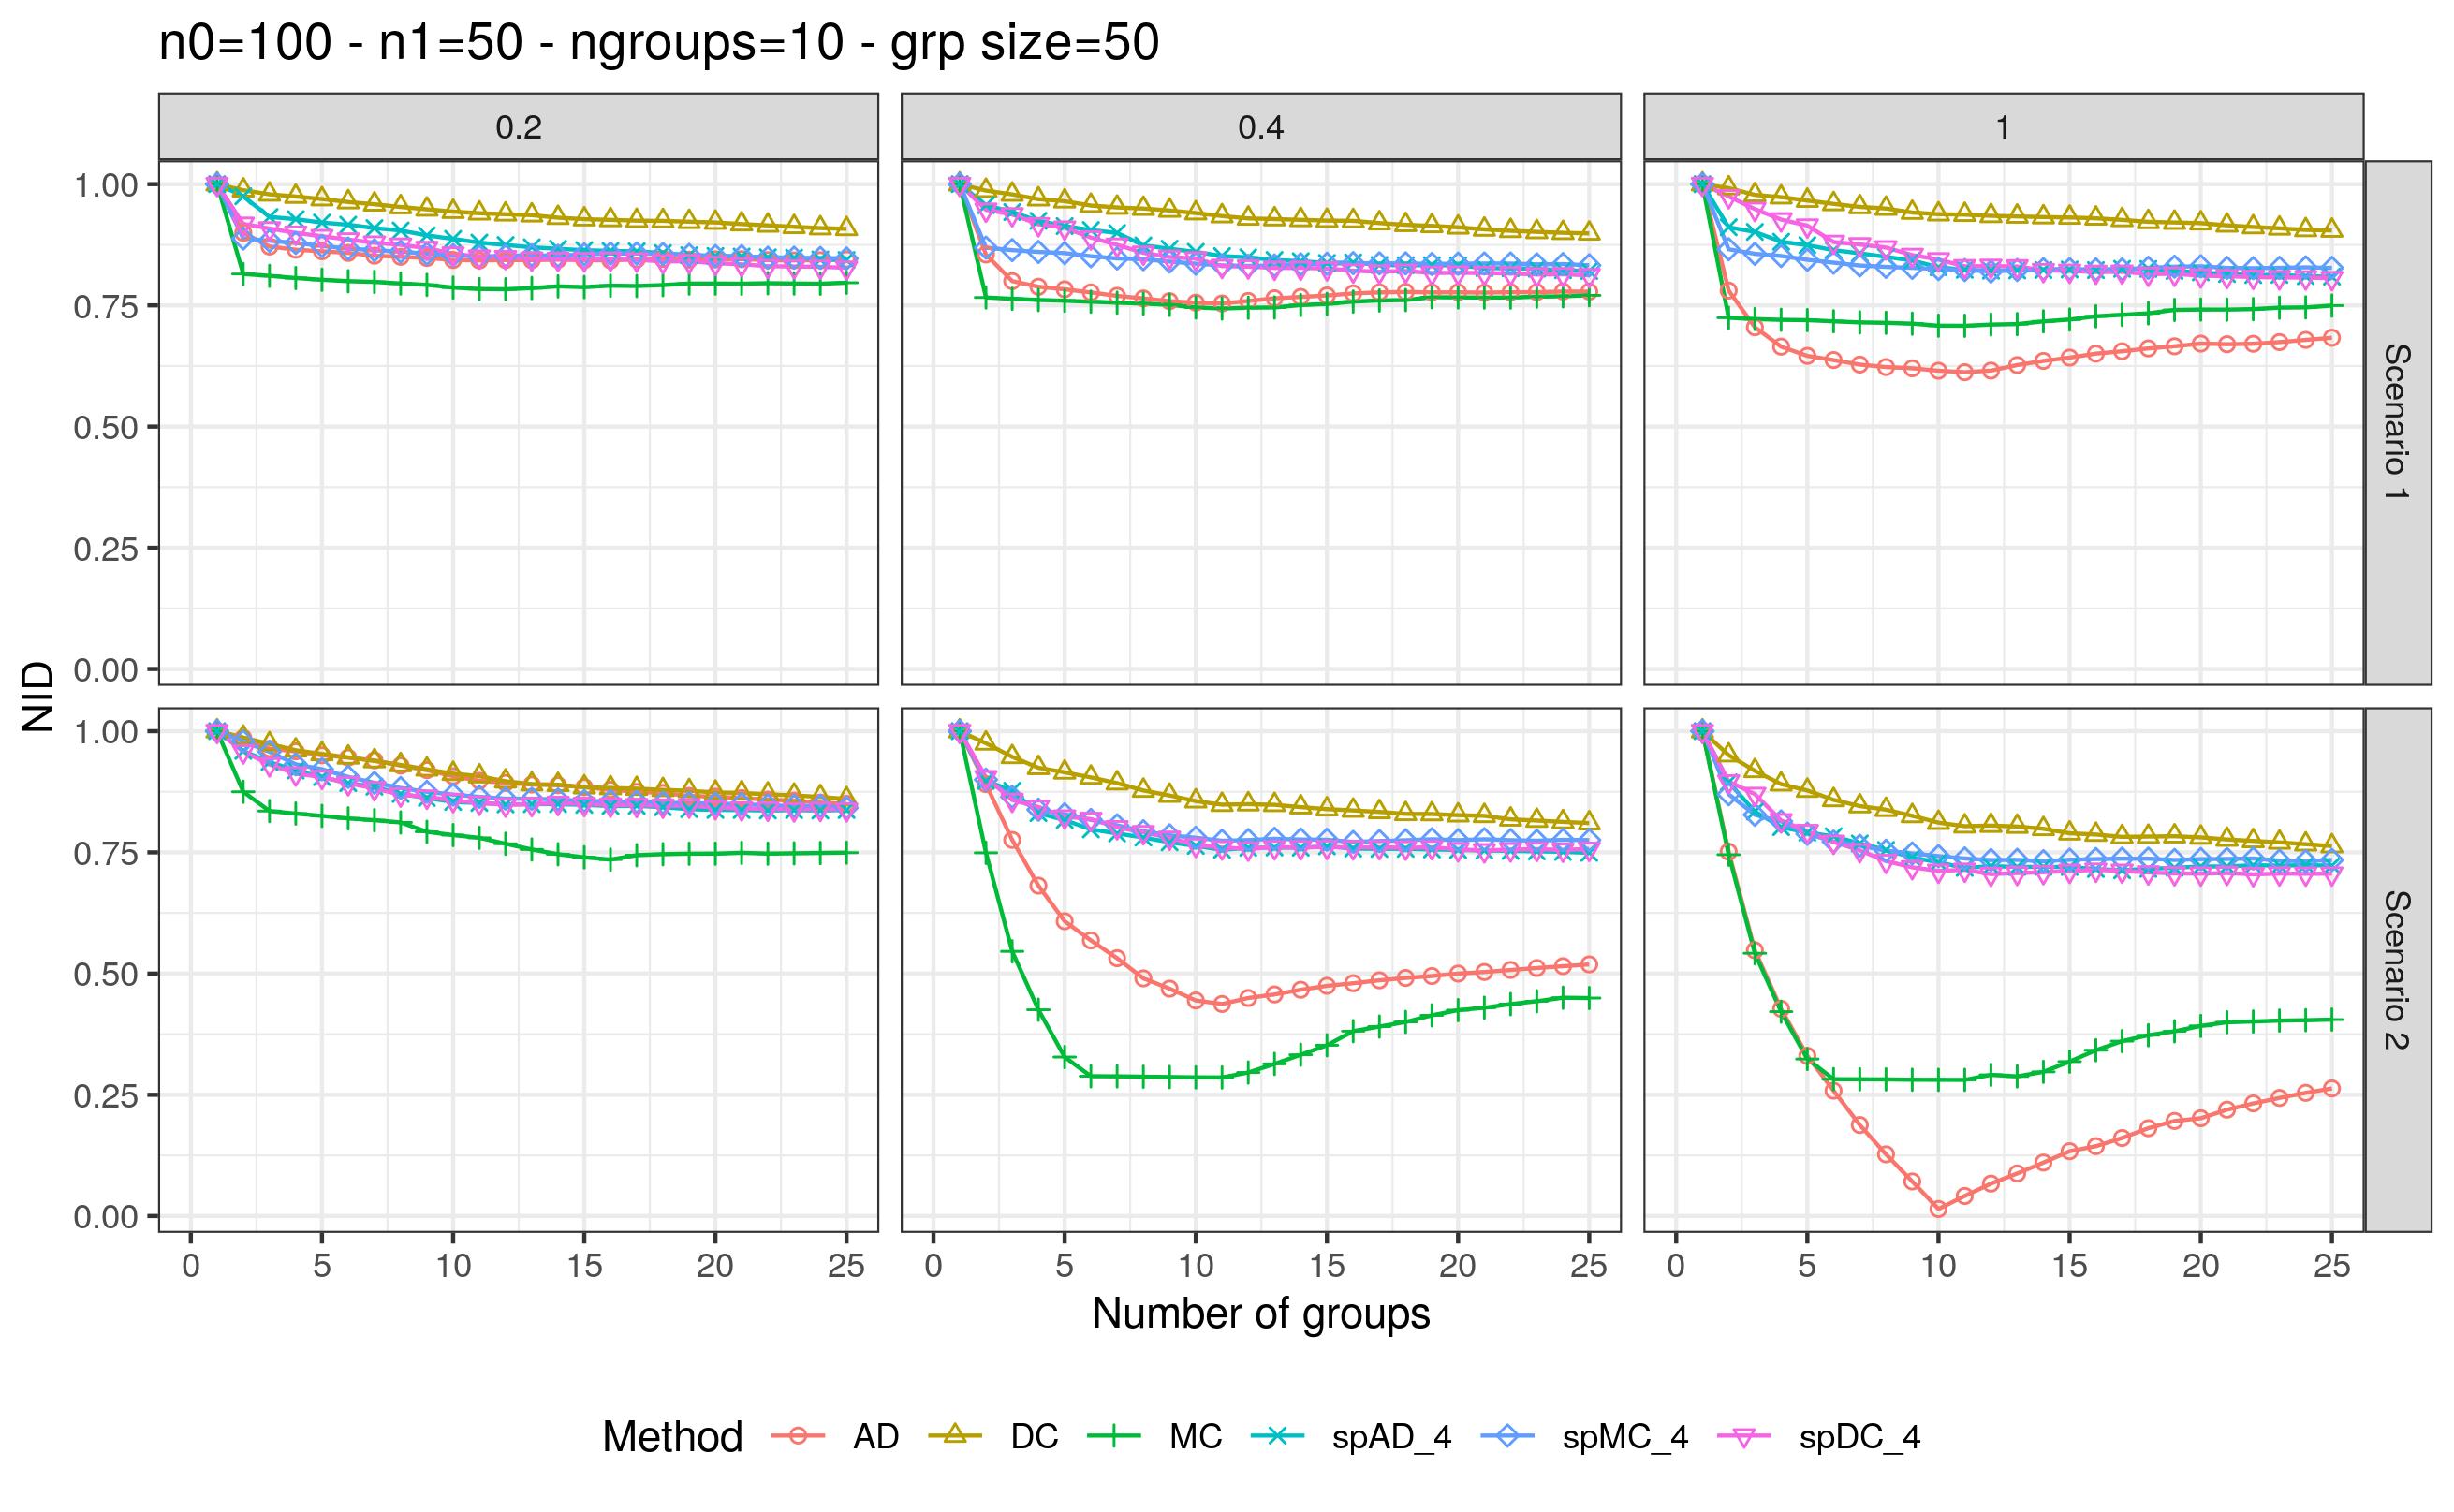 n0=100 - n1=50 - ngroups=10 - grp size=50
0.2 0.4 1
1.00
0.75
0.50
0.25
0.00
Scenario 1
NID
1.00
0.75
0.50
0.25
0.00
Scenario 2
0 5 10 15 20 25 0 5 10 15 20 25 0 5 10 15 20 25
Number of groups
Method AD DC MC spAD_4 spMC_4 spDC_4